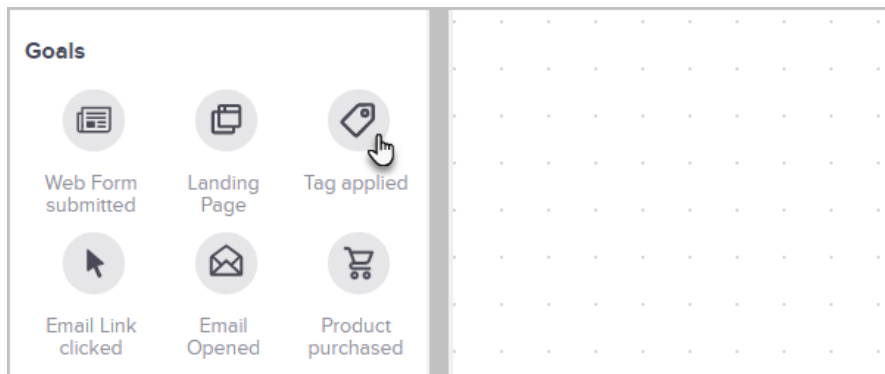 Goals
Web Form
submitted
Landing
Page
Tag applied
Email Link
clicked
Email
Opened
Product
purchased